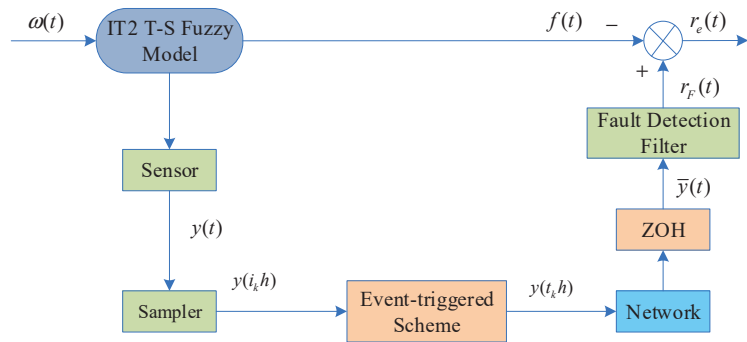 ω(t)
IT2 T-S Fuzzy
Model
f(t)
−
r_e(t)
+
r_F(t)
Fault Detection
Filter
Sensor
y̅(t)
y(t)
ZOH
y(i_k h)
Event-triggered
Scheme
y(t_k h)
Sampler
Network